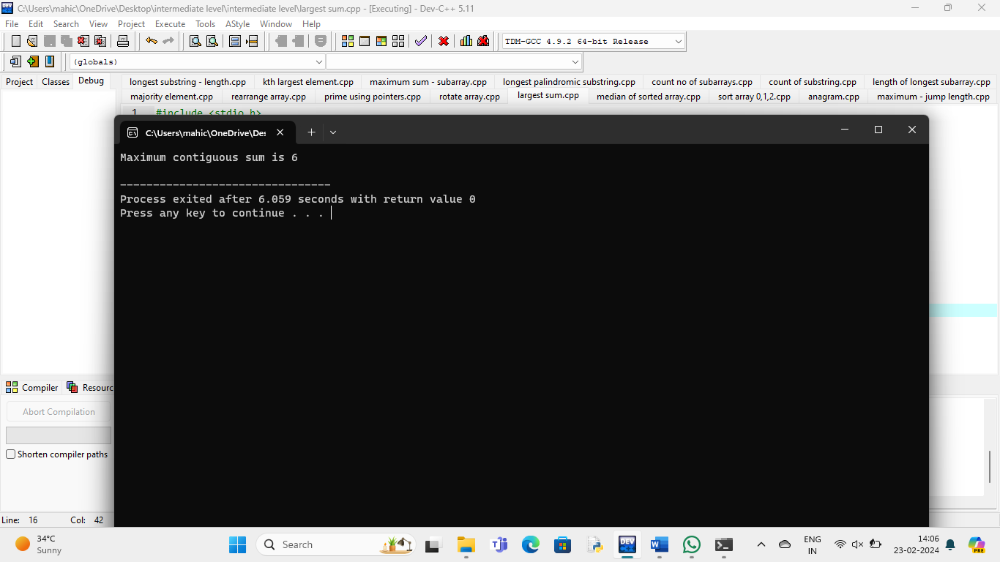 C:\Users\mahic\OneDrive\Desktop\intermediate level\intermediate level\largest sum.cpp - [Executing] - Dev-C++ 5.11
File Edit Search View Project Execute Tools AStyle Window Help
TDM-GCC 4.9.2 64-bit Release
(globals)
Project Classes Debug
longest substring - length.cpp kth largest element.cpp maximum sum - subarray.cpp longest palindromic substring.cpp count no of subarrays.cpp count of substring.cpp length of longest subarray.cpp
majority element.cpp rearrange array.cpp prime using pointers.cpp rotate array.cpp largest sum.cpp median of sorted array.cpp sort array 0,1,2.cpp anagram.cpp maximum - jump length.cpp
1 #include <stdio.h>
C:\Users\mahic\OneDrive\Des
Maximum contiguous sum is 6
--------------------------------
Process exited after 6.059 seconds with return value 0
Press any key to continue . . .
Compiler Resourc
Abort Compilation
Shorten compiler paths
Line: 16 Col: 42
34°C
Sunny
Search
DEV
C++
W
ENG
IN
14:06
23-02-2024
PRE